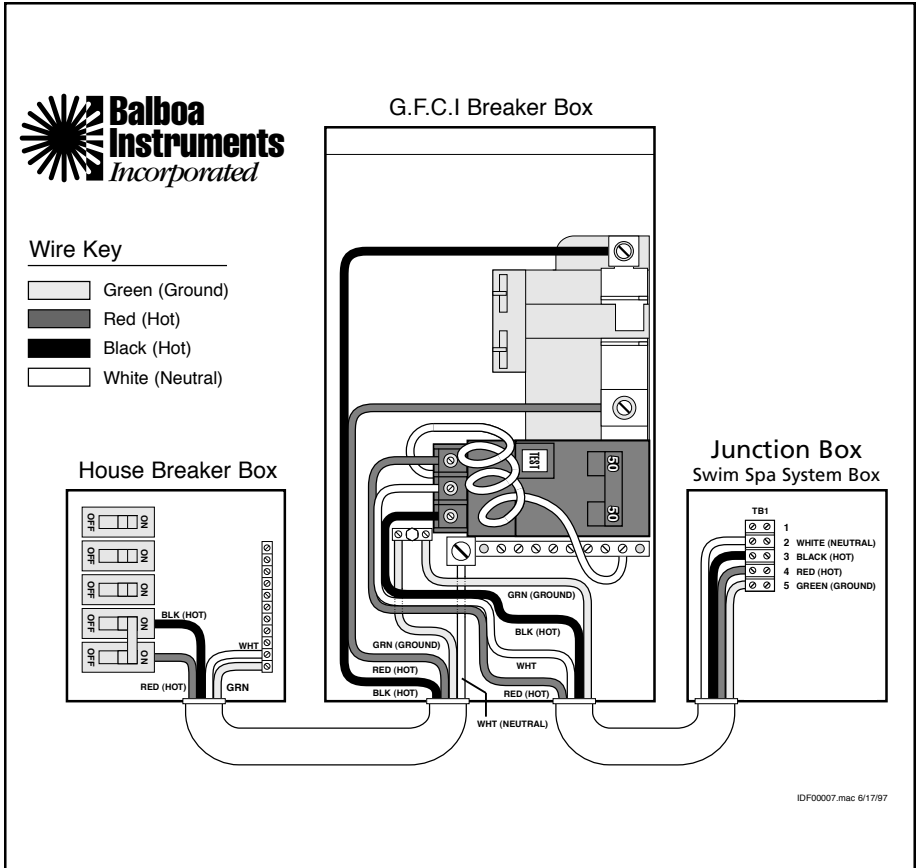 Balboa
Instruments
Incorporated
G.F.C.I Breaker Box
Wire Key
Green (Ground)
Red (Hot)
Black (Hot)
White (Neutral)
House Breaker Box
OFF ON
OFF ON
OFF ON
OFF ON
OFF ON
BLK (HOT)
WHT
RED (HOT)
GRN
TEST
50
50
GRN (GROUND)
GRN (GROUND)
BLK (HOT)
WHT
RED (HOT)
RED (HOT)
BLK (HOT)
WHT (NEUTRAL)
Junction Box
Swim Spa System Box
TB1
1
2 WHITE (NEUTRAL)
3 BLACK (HOT)
4 RED (HOT)
5 GREEN (GROUND)
IDF00007.mac 6/17/97